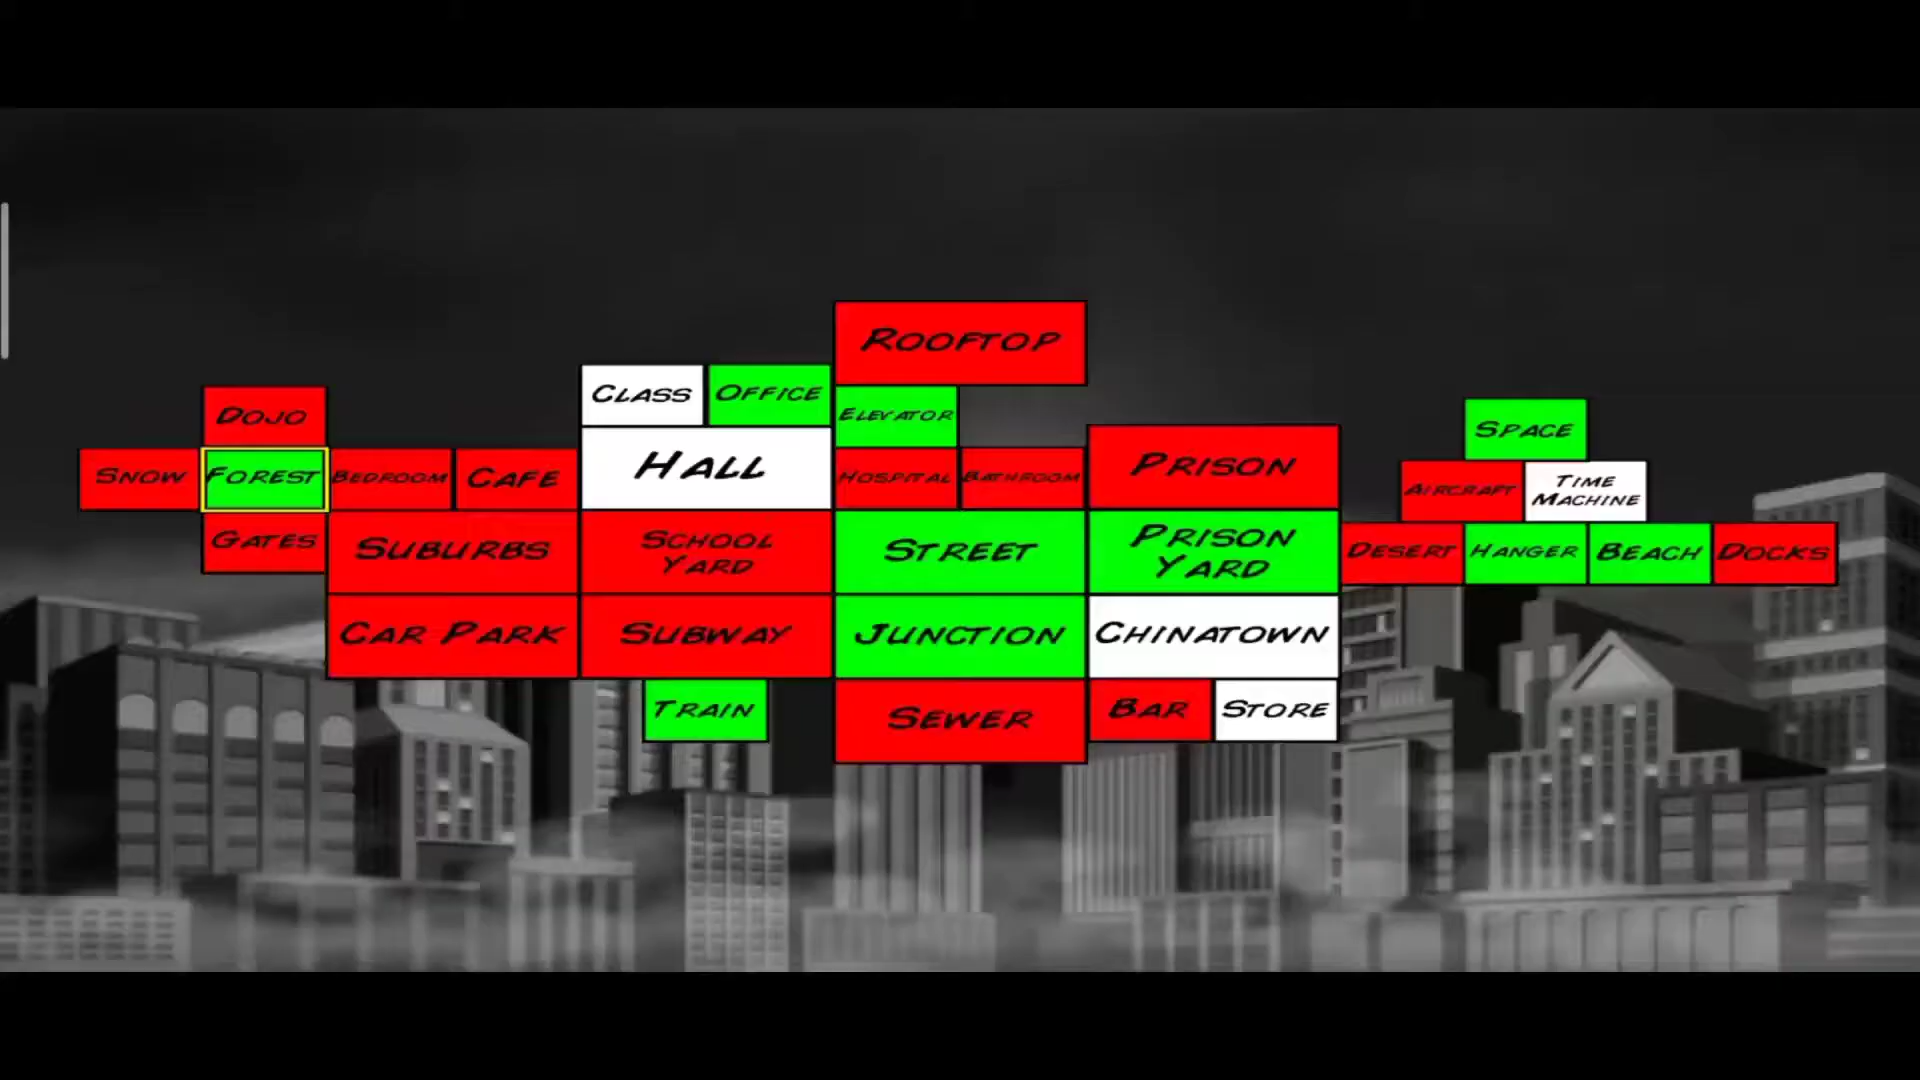 ROOFTOP
CLASS
OFFICE
ELEVATOR
DOJO
HALL
PRISON
SPACE
SNOW
FOREST
BEDROOM
CAFE
HOSPITAL
BATHROOM
AIRCRAFT
TIME
MACHINE
GATES
SUBURBS
SCHOOL
YARD
STREET
PRISON
YARD
DESERT
HANGER
BEACH
DOCKS
CAR PARK
SUBWAY
JUNCTION
CHINATOWN
TRAIN
SEWER
BAR
STORE